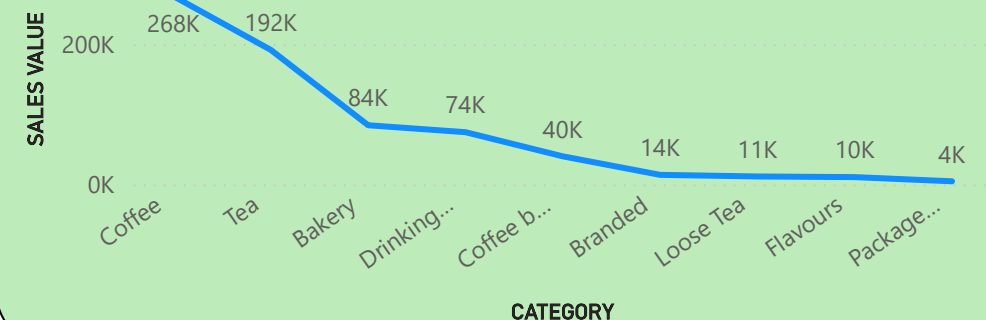 SALES VALUE
200K
0K
268K
192K
84K
74K
40K
14K
11K
10K
4K
Coffee
Tea
Bakery
Drinking...
Coffee b...
Branded
Loose Tea
Flavours
Package...
CATEGORY